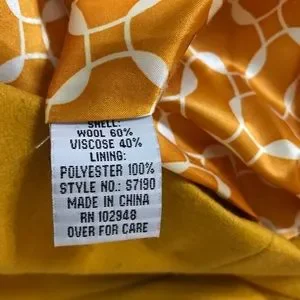 SHELL:
WOOL 60%
VISCOSE 40%
LINING:
POLYESTER 100%
STYLE NO.: S7190
MADE IN CHINA
RN 102948
OVER FOR CARE